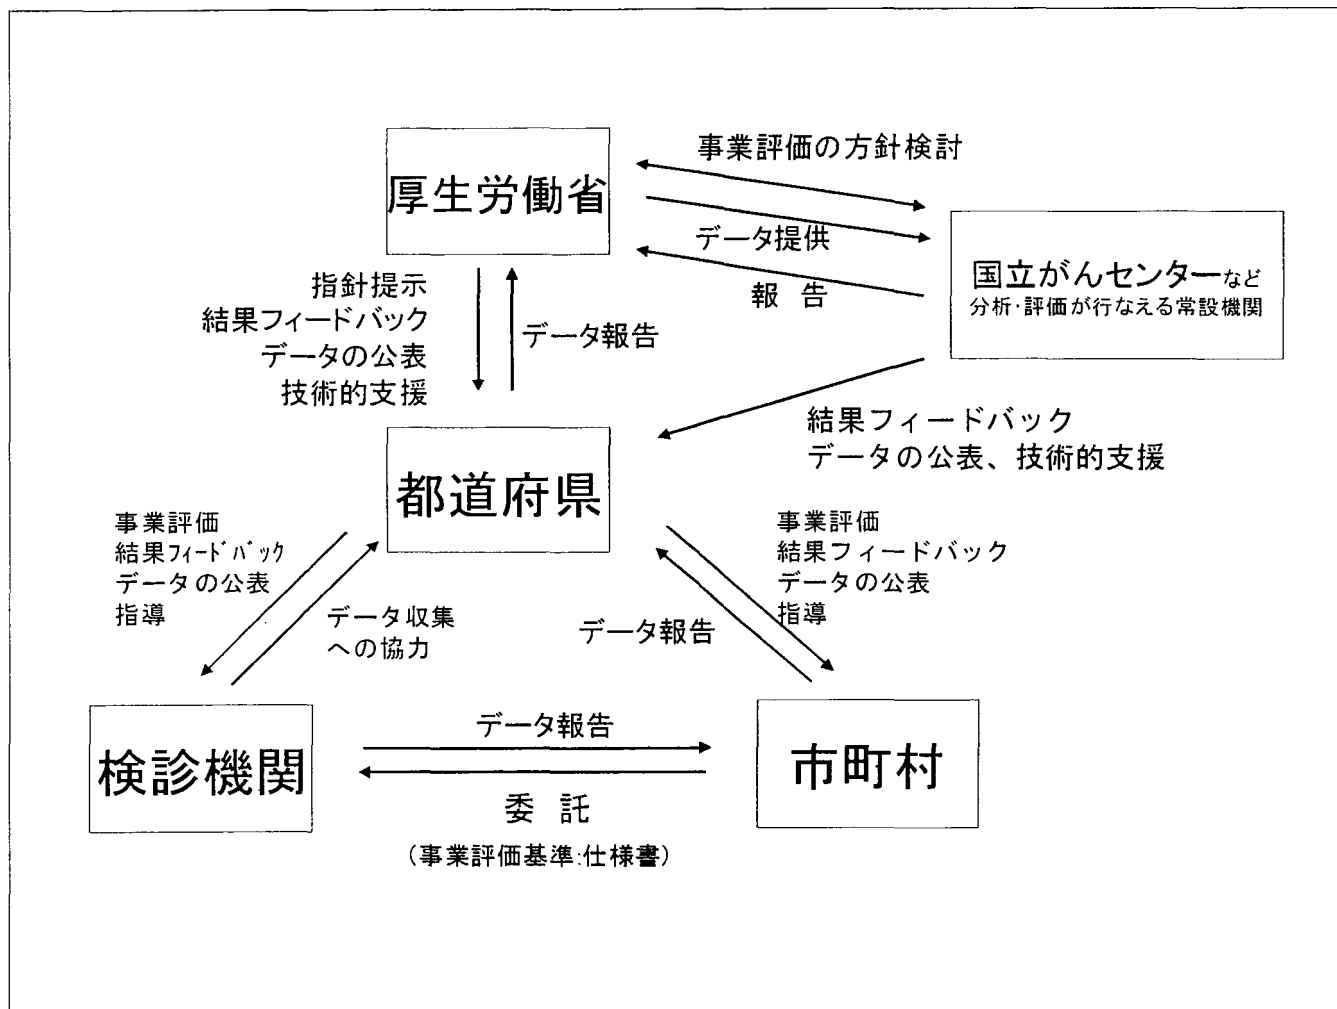 事業評価の方針検討
厚生労働省
データ提供
報 告
国立がんセンターなど
分析・評価が行なえる常設機関
指針提示
結果フィードバック
データの公表
技術的支援
データ報告
結果フィードバック
データの公表、技術的支援
都道府県
事業評価
結果フィードバック
データの公表
指導
データ収集
への協力
事業評価
結果フィードバック
データの公表
指導
データ報告
検診機関
データ報告
委 託
(事業評価基準:仕様書)
市町村